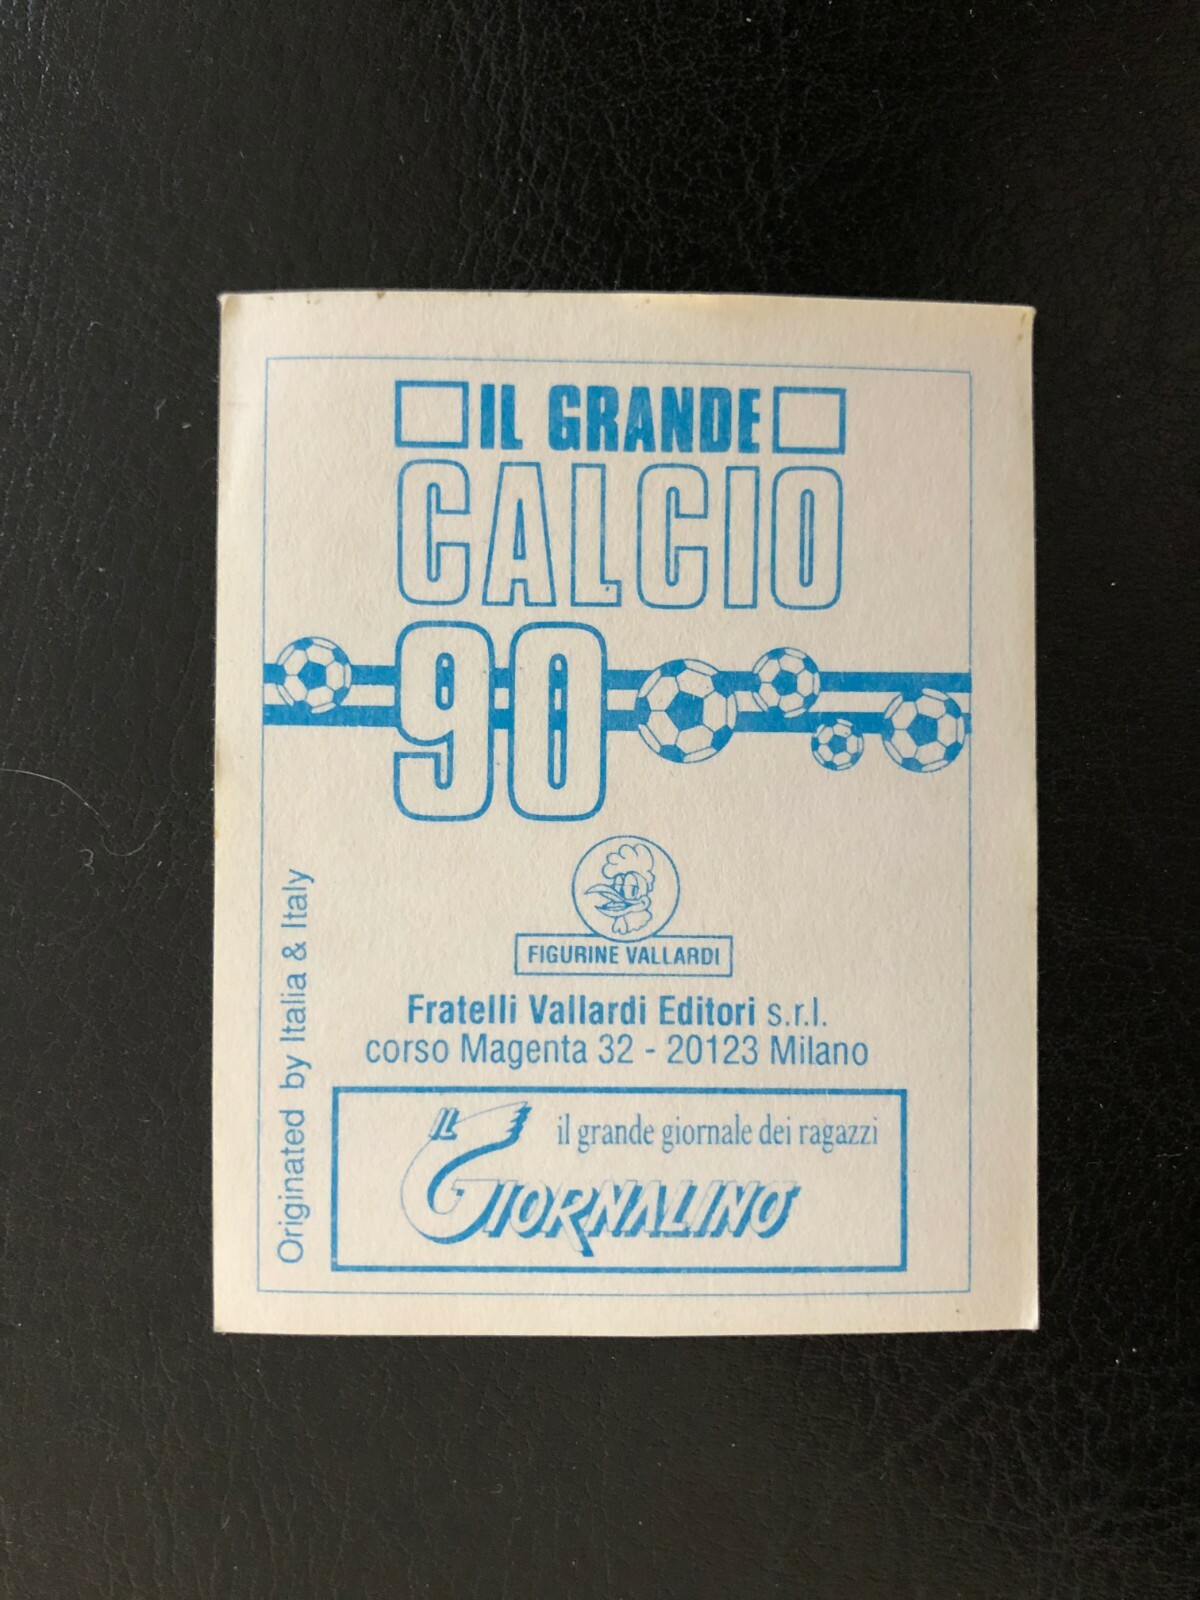 IL GRANDE
CALCIO
90
FIGURINE VALLARDI
Fratelli Vallardi Editori s.r.l.
corso Magenta 32 - 20123 Milano
Originated by Italia & Italy
IL
il grande giornale dei ragazzi
GIORNALINO